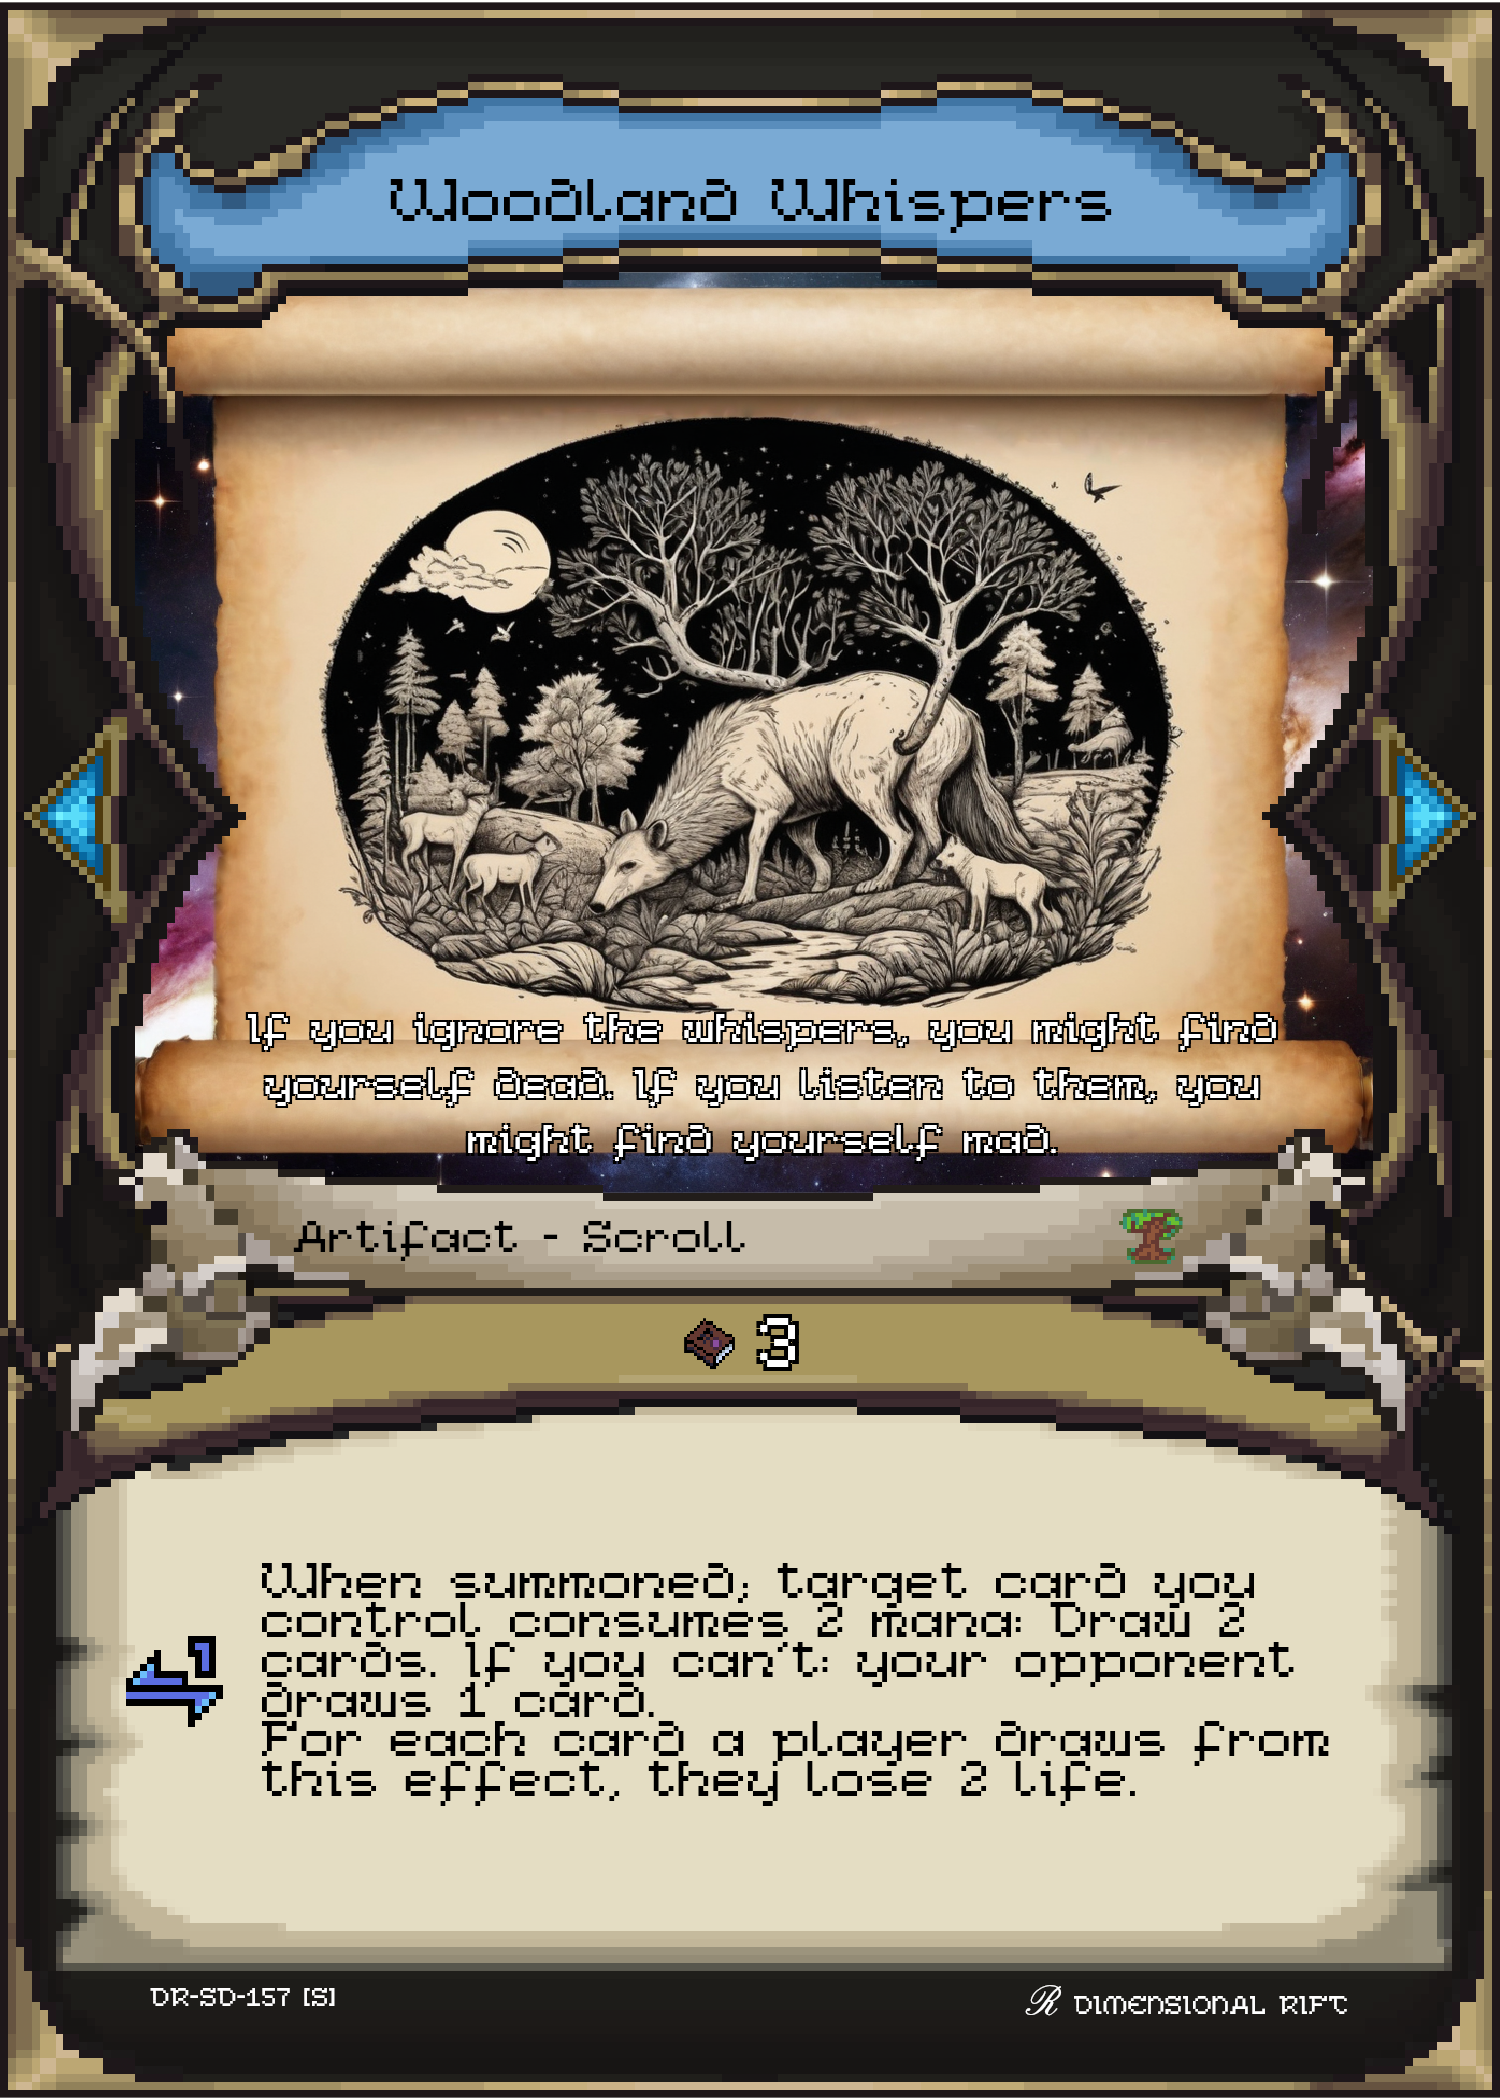 Woodland Whispers
If you ignore the whispers, you might find
yourself dead. If you listen to them, you
might find yourself mad.
Artifact - Scroll
3
1
When summoned; target card you
control consumes 2 mana: Draw 2
cards. If you can't: your opponent
draws 1 card.
For each card a player draws from
this effect, they lose 2 life.
DR-SD-157 [S]
ℛ DIMENSIONAL RIFT